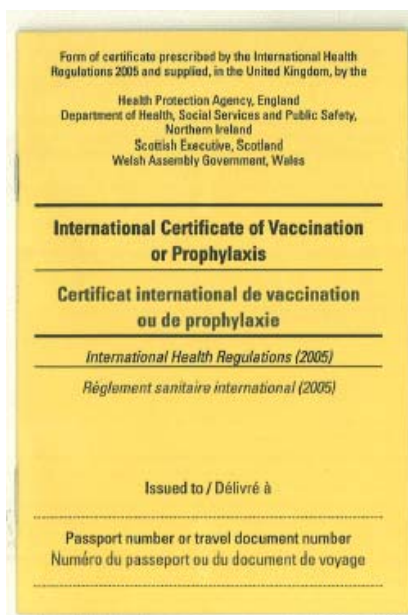 Form of certificate prescribed by the International Health
Regulations 2005 and supplied, in the United Kingdom, by the
Health Protection Agency, England
Department of Health, Social Services and Public Safety,
Northern Ireland
Scottish Executive, Scotland
Welsh Assembly Government, Wales
International Certificate of Vaccination
or Prophylaxis
Certificat international de vaccination
ou de prophylaxie
International Health Regulations (2005)
Règlement sanitaire international (2005)
Issued to / Délivré à
Passport number or travel document number
Numéro du passeport ou du document de voyage